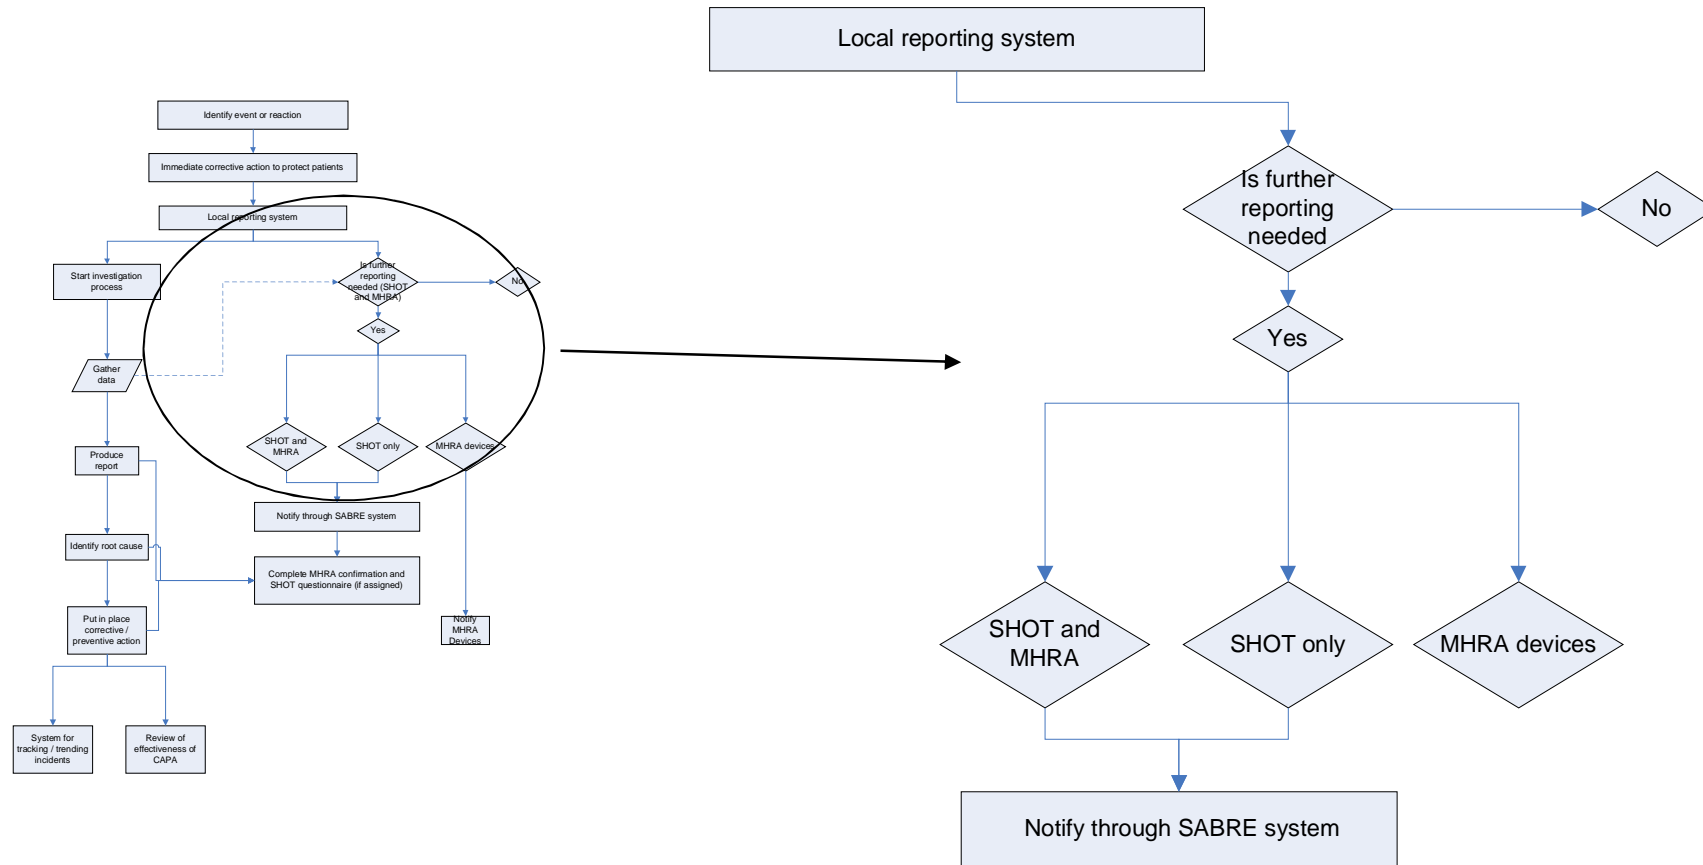 Identify event or reaction
Immediate corrective action to protect patients
Local reporting system
Start investigation
process
Is further
reporting
needed (SHOT
and MHRA)
No
Yes
Gather
data
SHOT and
MHRA
SHOT only
MHRA devices
Produce
report
Notify through SABRE system
Identify root cause
Complete MHRA confirmation and
SHOT questionnaire (if assigned)
Put in place
corrective /
preventive action
Notify
MHRA
Devices
System for
tracking / trending
incidents
Review of
effectiveness of
CAPA
Local reporting system
Is further
reporting
needed
No
Yes
SHOT and
MHRA
SHOT only
MHRA devices
Notify through SABRE system